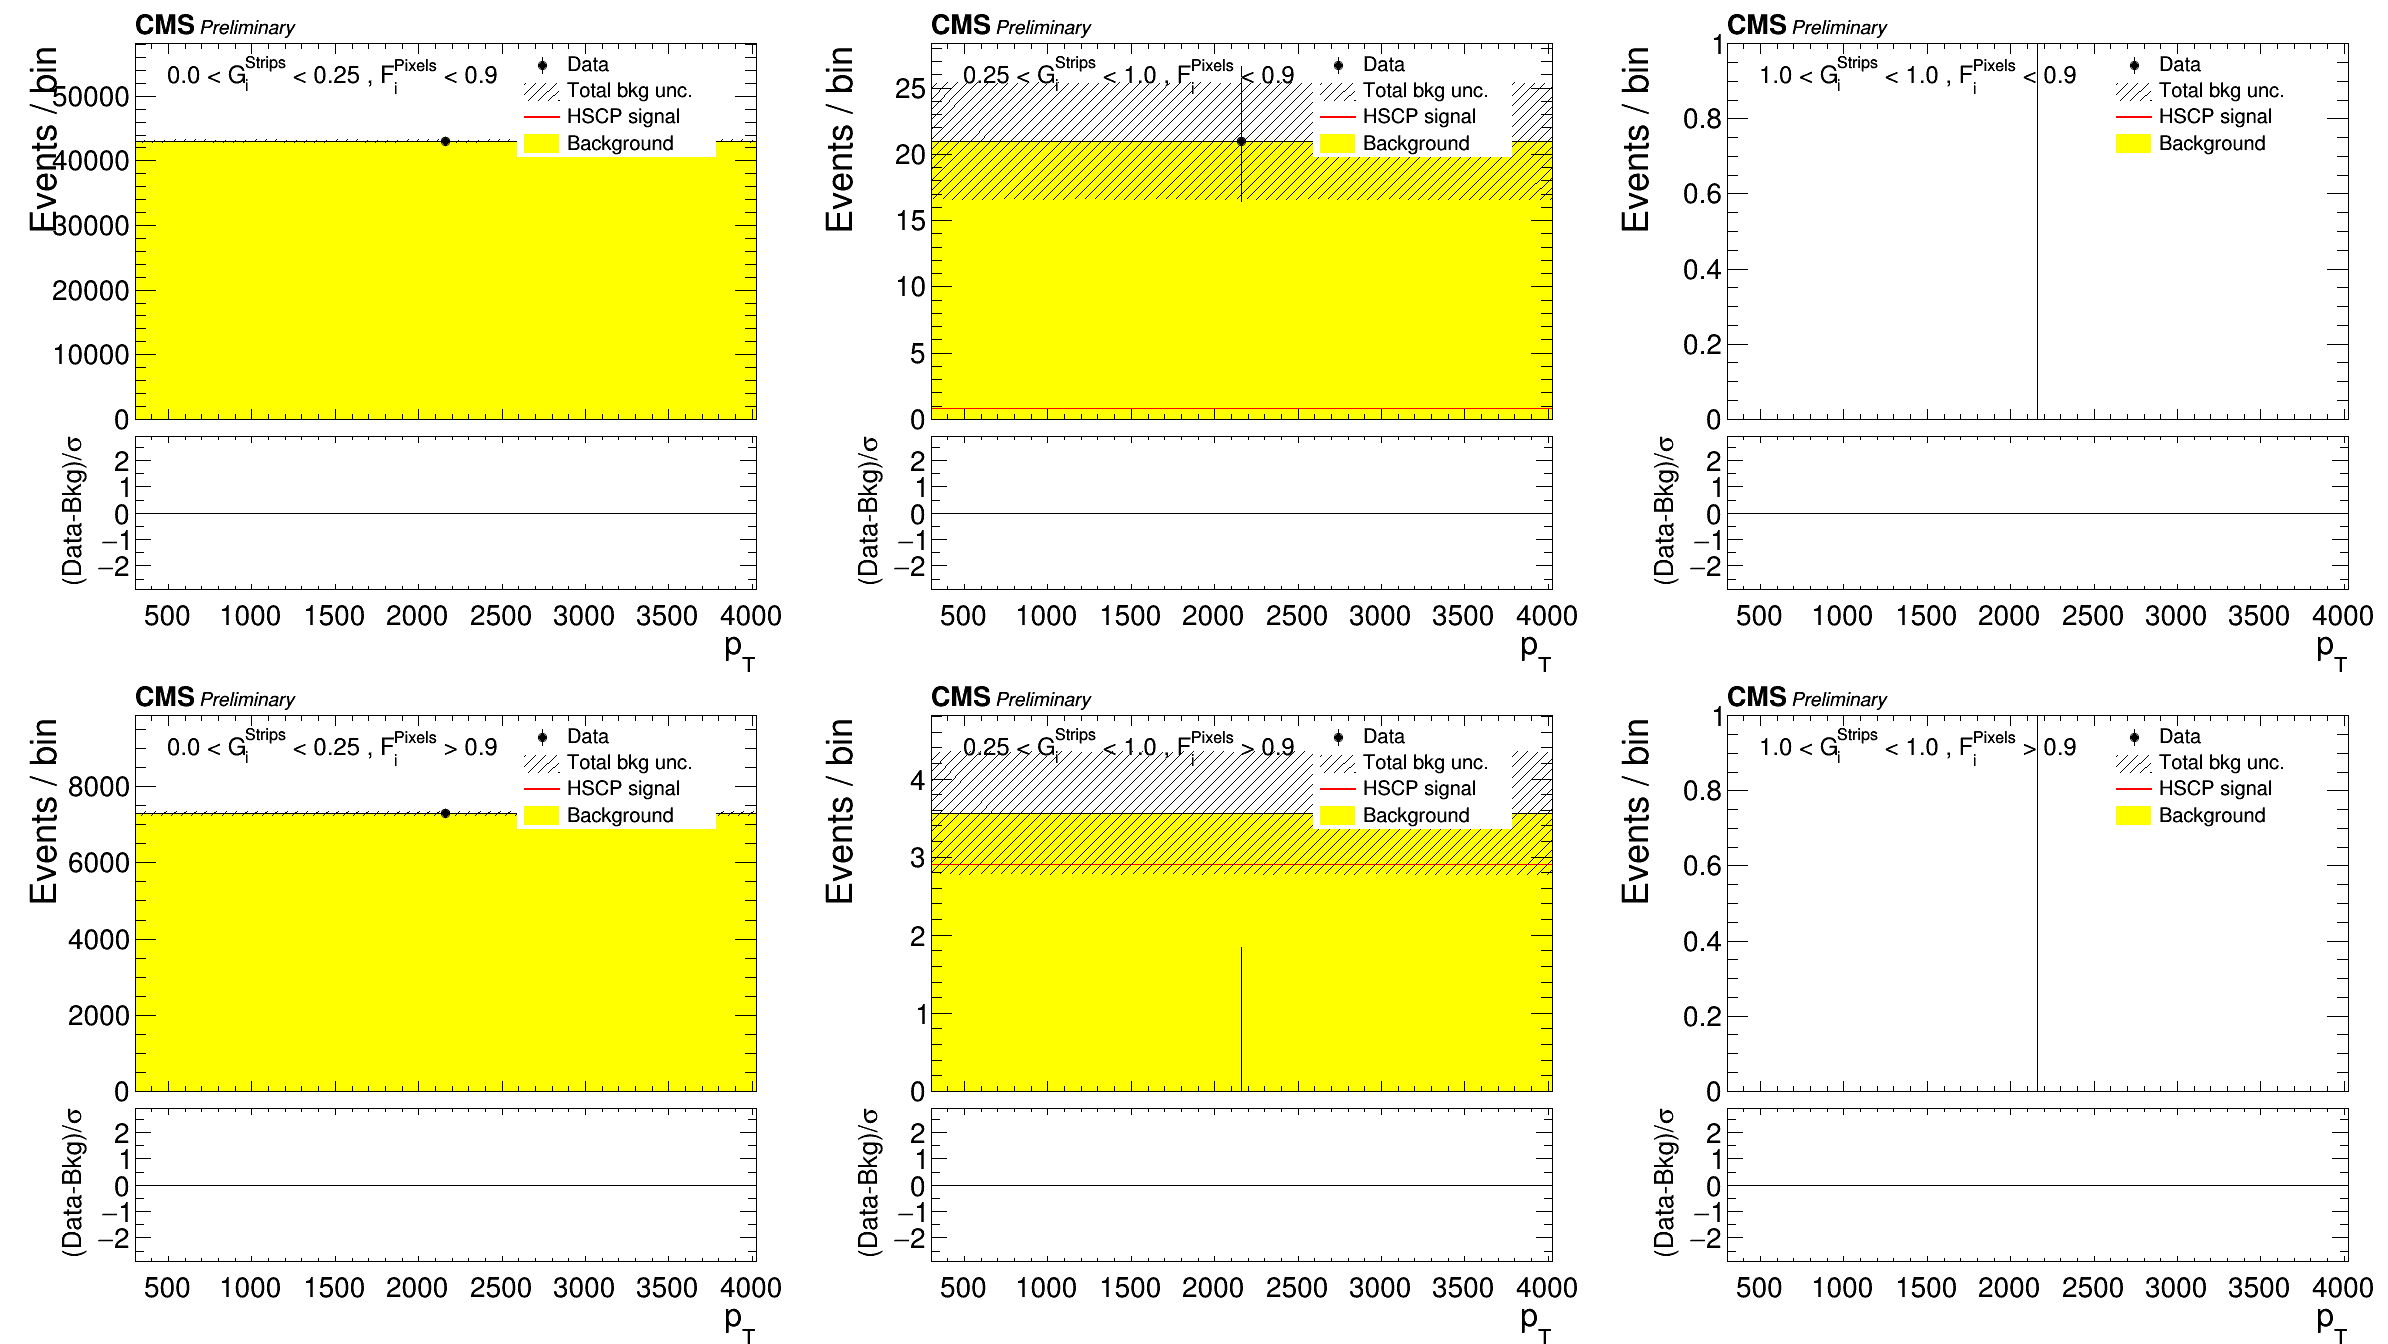 CMS Preliminary
0.0 < G_i^Strips < 0.25 , F_i^Pixels < 0.9
Data
Total bkg unc.
HSCP signal
Background
Events / bin
50000
40000
30000
20000
10000
0
(Data-Bkg)/σ
2
1
0
−1
−2
500 1000 1500 2000 2500 3000 3500 4000
p_T
CMS Preliminary
0.25 < G_i^Strips < 1.0 , F_i^Pixels < 0.9
Data
Total bkg unc.
HSCP signal
Background
Events / bin
25
20
15
10
5
0
(Data-Bkg)/σ
2
1
0
−1
−2
500 1000 1500 2000 2500 3000 3500 4000
p_T
CMS Preliminary
1.0 < G_i^Strips < 1.0 , F_i^Pixels < 0.9
Data
Total bkg unc.
HSCP signal
Background
Events / bin
1
0.8
0.6
0.4
0.2
0
(Data-Bkg)/σ
2
1
0
−1
−2
500 1000 1500 2000 2500 3000 3500 4000
p_T
CMS Preliminary
0.0 < G_i^Strips < 0.25 , F_i^Pixels > 0.9
Data
Total bkg unc.
HSCP signal
Background
Events / bin
8000
6000
4000
2000
0
(Data-Bkg)/σ
2
1
0
−1
−2
500 1000 1500 2000 2500 3000 3500 4000
p_T
CMS Preliminary
0.25 < G_i^Strips < 1.0 , F_i^Pixels > 0.9
Data
Total bkg unc.
HSCP signal
Background
Events / bin
4
3
2
1
0
(Data-Bkg)/σ
2
1
0
−1
−2
500 1000 1500 2000 2500 3000 3500 4000
p_T
CMS Preliminary
1.0 < G_i^Strips < 1.0 , F_i^Pixels > 0.9
Data
Total bkg unc.
HSCP signal
Background
Events / bin
1
0.8
0.6
0.4
0.2
0
(Data-Bkg)/σ
2
1
0
−1
−2
500 1000 1500 2000 2500 3000 3500 4000
p_T